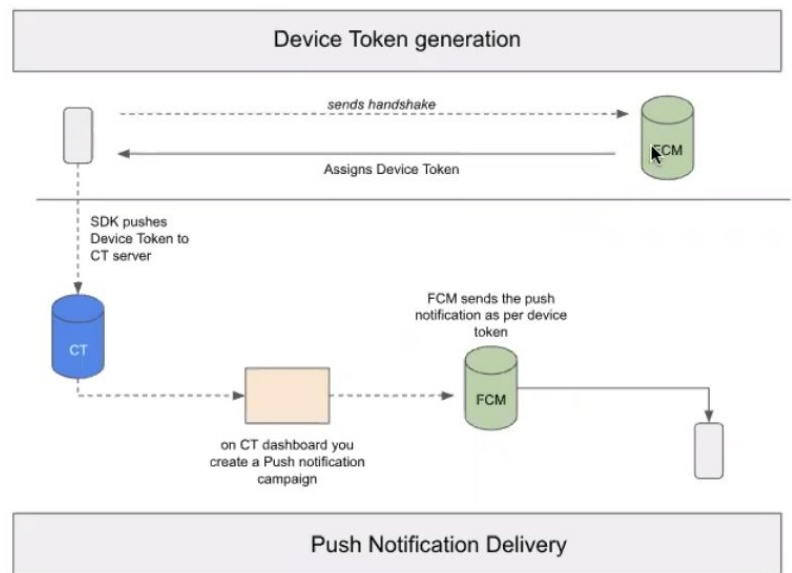 Device Token generation
sends handshake
FCM
Assigns Device Token
SDK pushes
Device Token to
CT server
FCM sends the push
notification as per device
token
CT
FCM
on CT dashboard you
create a Push notification
campaign
Push Notification Delivery